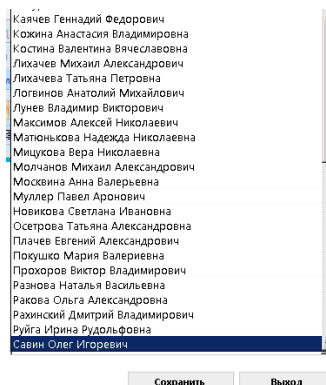 Каячев Геннадий Федорович
Кожина Анастасия Владимировна
Костина Валентина Вячеславовна
Лихачев Михаил Александрович
Лихачева Татьяна Петровна
Логвинов Анатолий Михайлович
Лунев Владимир Викторович
Максимов Алексей Николаевич
Матюнькова Надежда Николаевна
Мицукова Вера Николаевна
Молчанов Михаил Александрович
Москвина Анна Валерьевна
Муллер Павел Аронович
Новикова Светлана Ивановна
Осетрова Татьяна Александровна
Плачев Евгений Александрович
Покушко Мария Валериевна
Прохоров Виктор Владимирович
Разнова Наталья Васильевна
Ракова Ольга Александровна
Рахинский Дмитрий Владимирович
Руйга Ирина Рудольфовна
Савин Олег Игоревич
Сохранить Выход